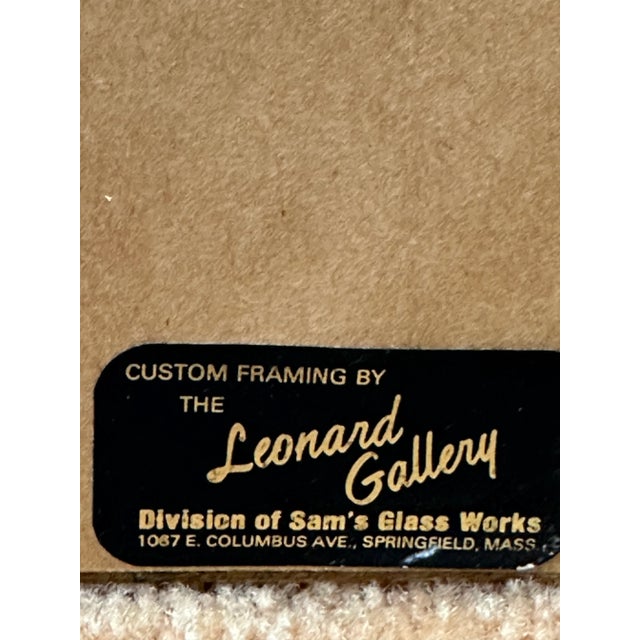 CUSTOM FRAMING BY
THE Leonard
Gallery
Division of Sam's Glass Works
1067 E. COLUMBUS AVE., SPRINGFIELD, MASS